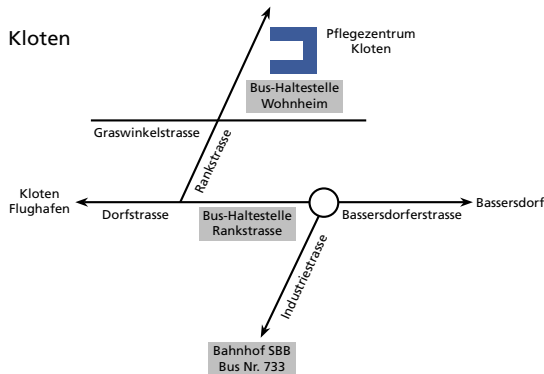 Kloten
Pflegezentrum
Kloten
Bus-Haltestelle
Wohnheim
Graswinkelstrasse
Rankstrasse
Kloten
Flughafen
Dorfstrasse
Bus-Haltestelle
Rankstrasse
Bassersdorferstrasse
Bassersdorf
Industriestrasse
Bahnhof SBB
Bus Nr. 733